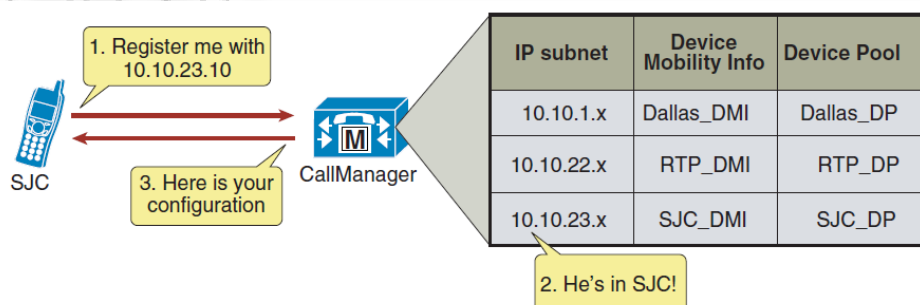 1. Register me with
10.10.23.10
SJC
3. Here is your
configuration
M
CallManager
IP subnet
Device
Mobility Info
Device Pool
10.10.1.x
Dallas_DMI
Dallas_DP
10.10.22.x
RTP_DMI
RTP_DP
10.10.23.x
SJC_DMI
SJC_DP
2. He's in SJC!